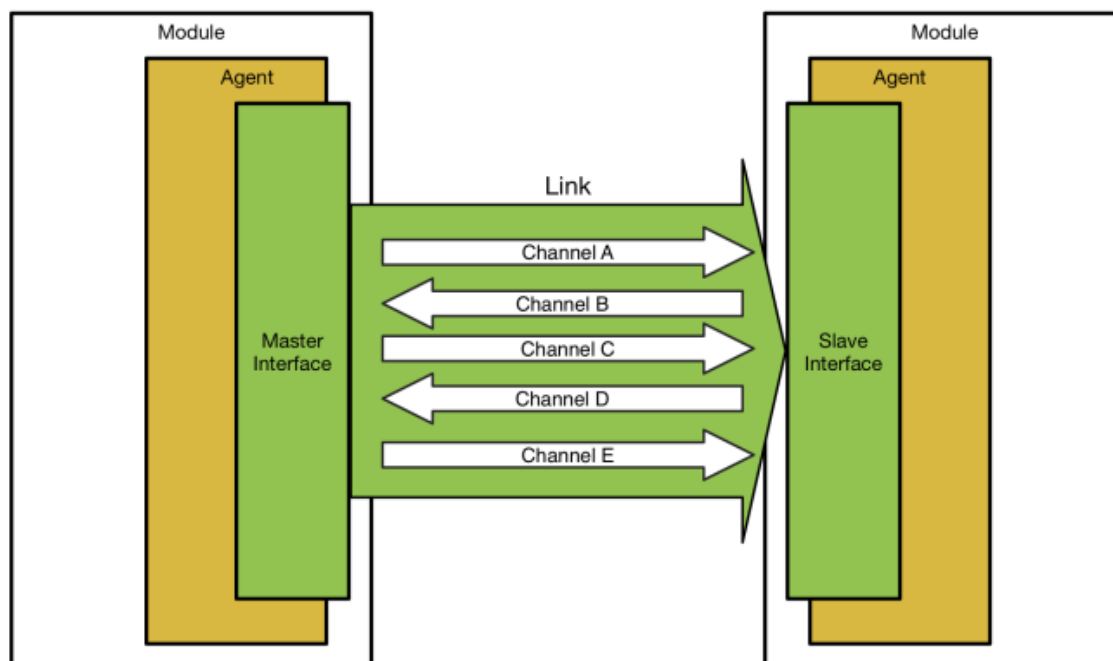 Module
Module
Agent
Agent
Link
Channel A
Channel B
Master
Interface
Channel C
Slave
Interface
Channel D
Channel E